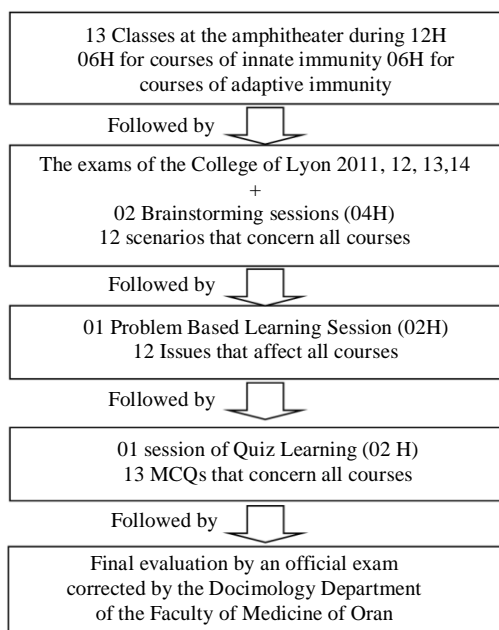 13 Classes at the amphitheater during 12H
06H for courses of innate immunity 06H for
courses of adaptive immunity
Followed by
The exams of the College of Lyon 2011, 12, 13,14
+
02 Brainstorming sessions (04H)
12 scenarios that concern all courses
Followed by
01 Problem Based Learning Session (02H)
12 Issues that affect all courses
Followed by
01 session of Quiz Learning (02 H)
13 MCQs that concern all courses
Followed by
Final evaluation by an official exam
corrected by the Docimology Department
of the Faculty of Medicine of Oran